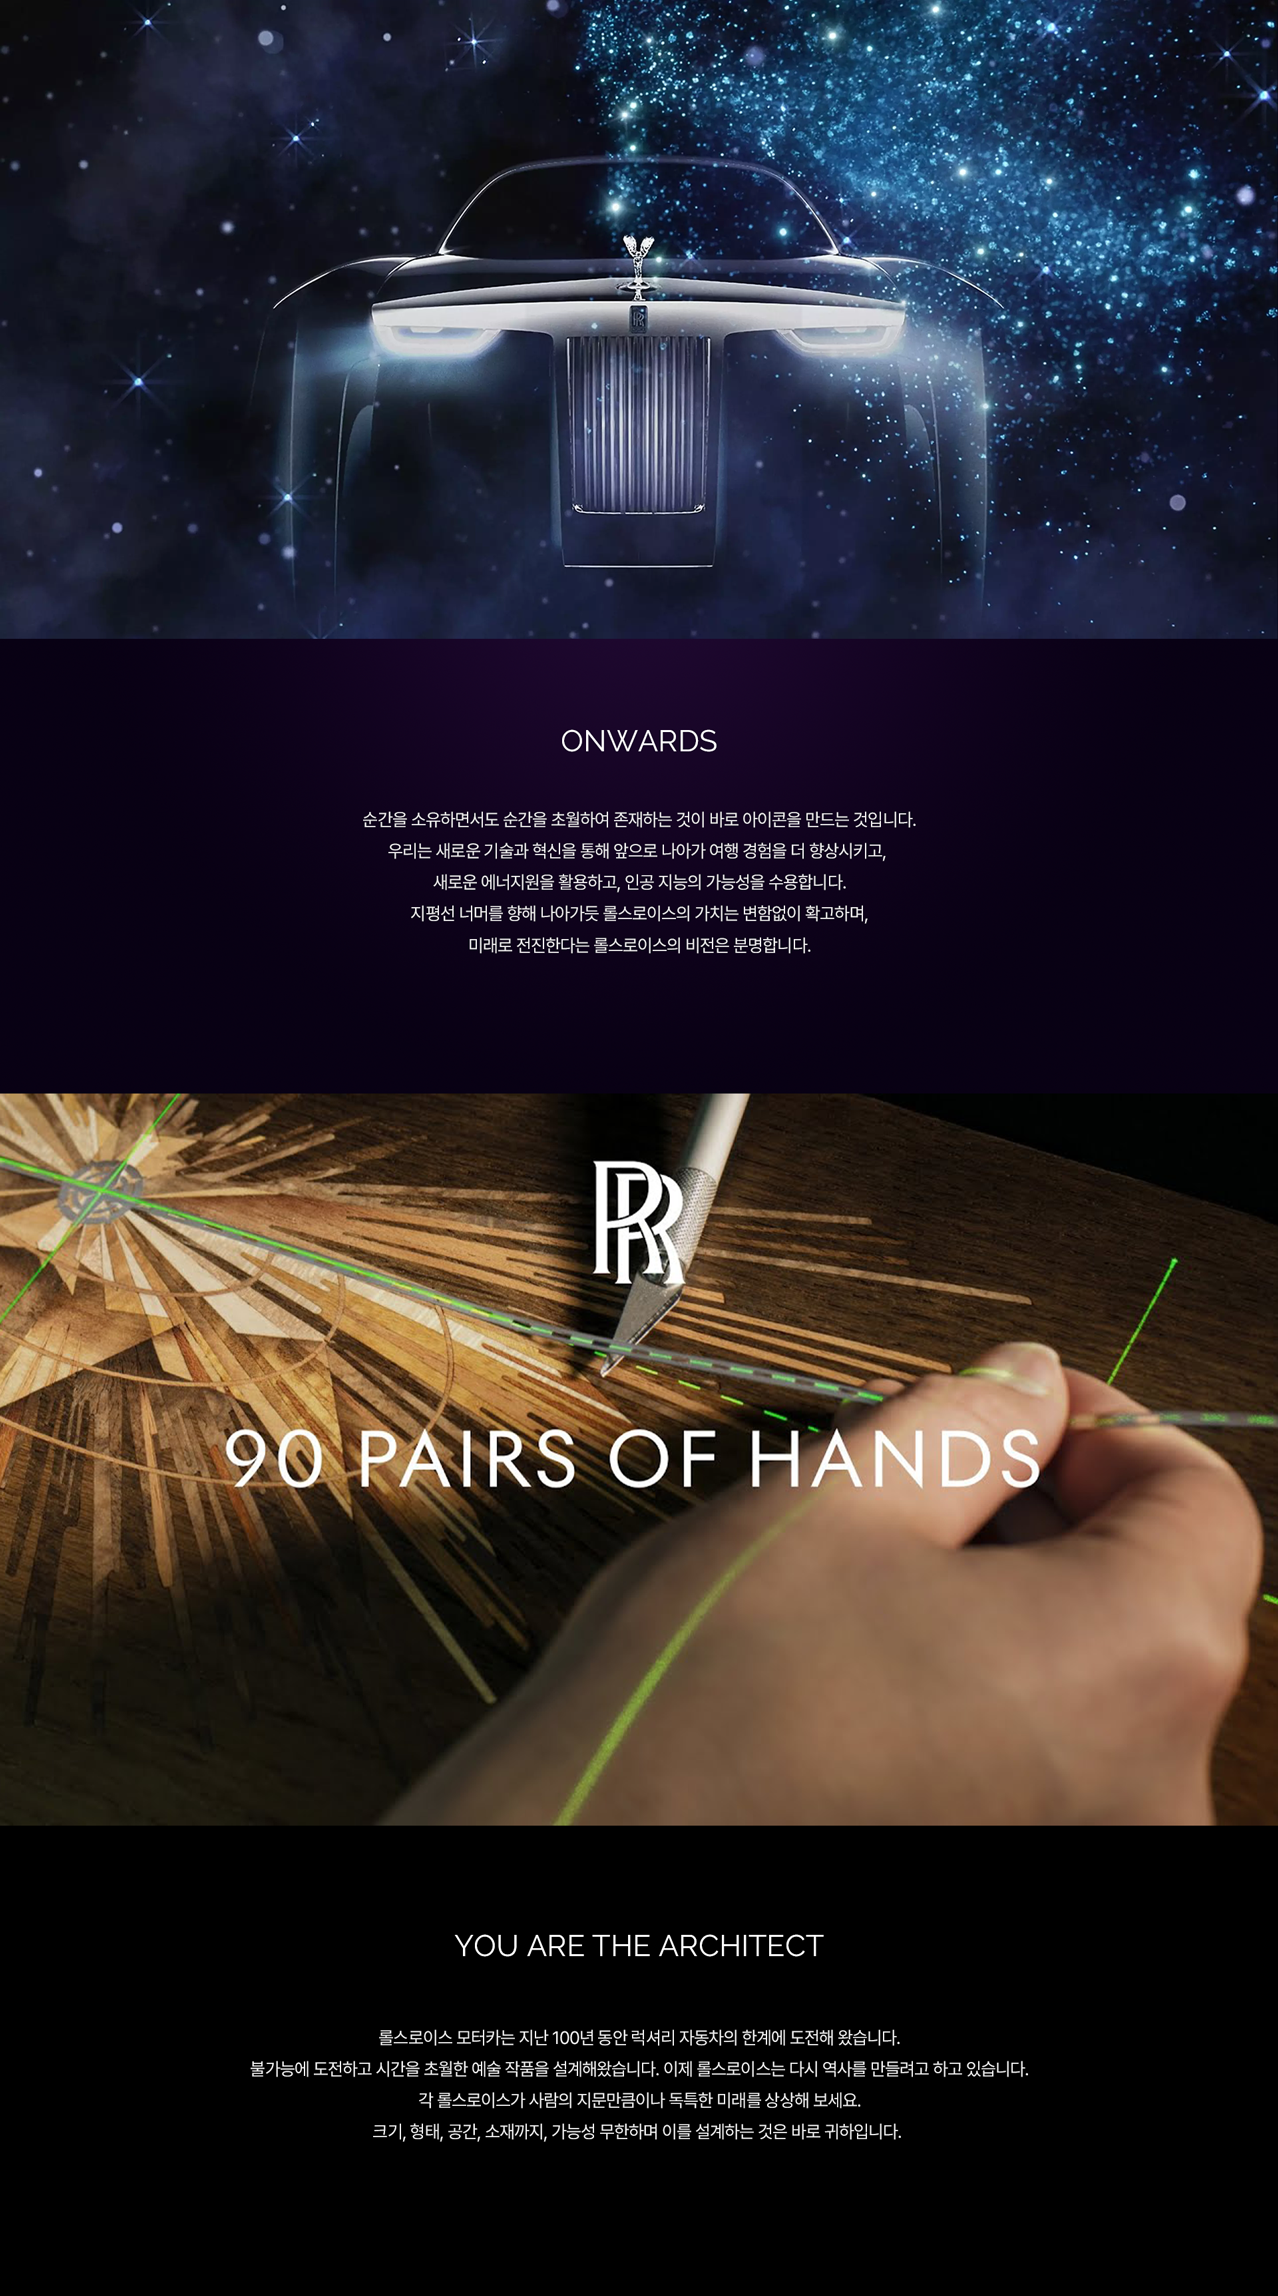 ONWARDS
순간을 소유하면서도 순간을 초월하여 존재하는 것이 바로 아이콘을 만드는 것입니다.
우리는 새로운 기술과 혁신을 통해 앞으로 나아가 여행 경험을 더 향상시키고,
새로운 에너지원을 활용하고, 인공 지능의 가능성을 수용합니다.
지평선 너머를 향해 나아가듯 롤스로이스의 가치는 변함없이 확고하며,
미래로 전진한다는 롤스로이스의 비전은 분명합니다.
RR
90 PAIRS OF HANDS
YOU ARE THE ARCHITECT
롤스로이스 모터카는 지난 100년 동안 럭셔리 자동차의 한계에 도전해 왔습니다.
불가능에 도전하고 시간을 초월한 예술 작품을 설계해왔습니다. 이제 롤스로이스는 다시 역사를 만들려고 하고 있습니다.
각 롤스로이스가 사람의 지문만큼이나 독특한 미래를 상상해 보세요.
크기, 형태, 공간, 소재까지, 가능성 무한하며 이를 설계하는 것은 바로 귀하입니다.